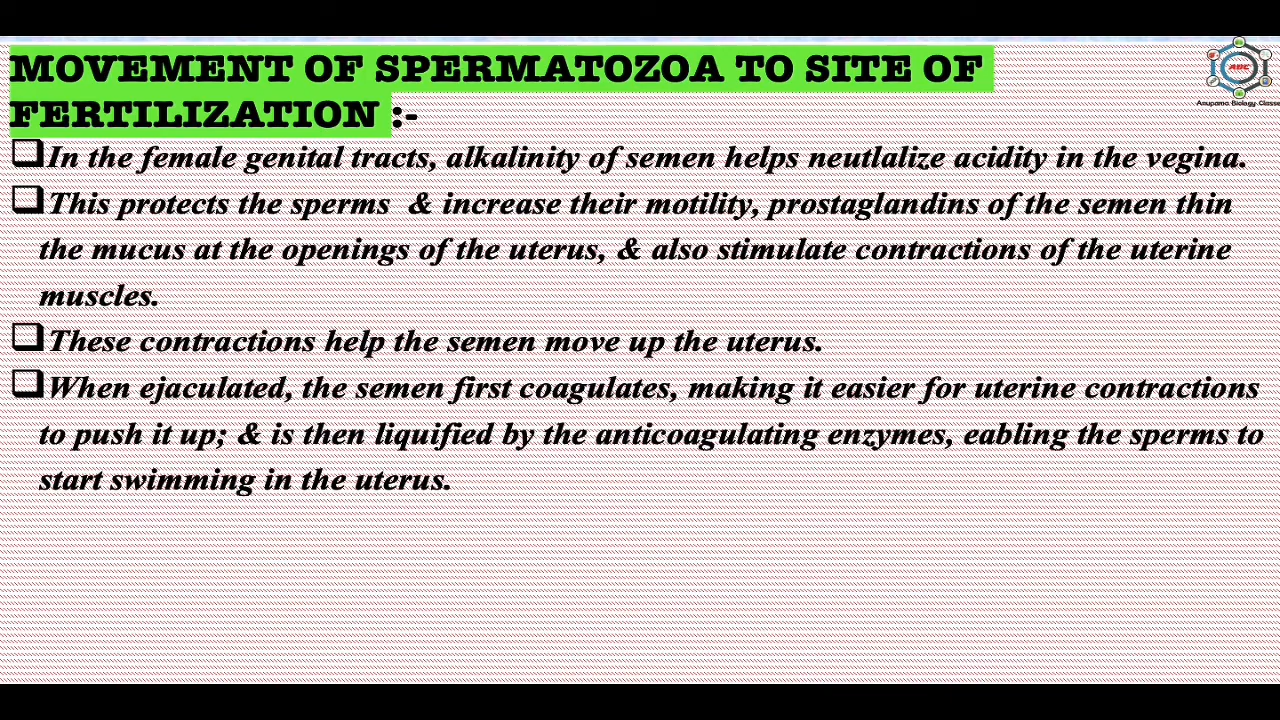 MOVEMENT OF SPERMATOZOA TO SITE OF
FERTILIZATION :-
In the female genital tracts, alkalinity of semen helps neutlalize acidity in the vegina.
This protects the sperms & increase their motility, prostaglandins of the semen thin
the mucus at the openings of the uterus, & also stimulate contractions of the uterine
muscles.
These contractions help the semen move up the uterus.
When ejaculated, the semen first coagulates, making it easier for uterine contractions
to push it up; & is then liquified by the anticoagulating enzymes, eabling the sperms to
start swimming in the uterus.
ABC
Anupama Biology Classe